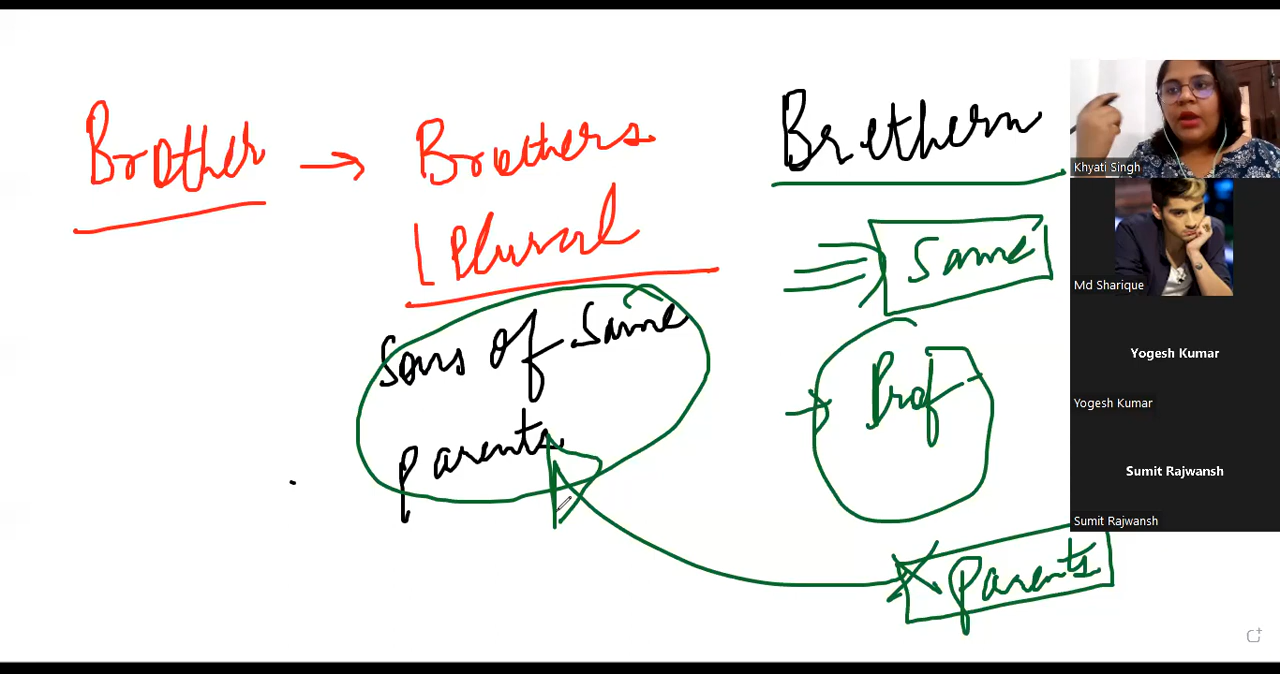 Brother → Brothers
(Plural
Sons of Same
parents
Brethern
Same
Prof
parents
Khyati Singh
Md Sharique
Yogesh Kumar
Yogesh Kumar
Sumit Rajwansh
Sumit Rajwansh